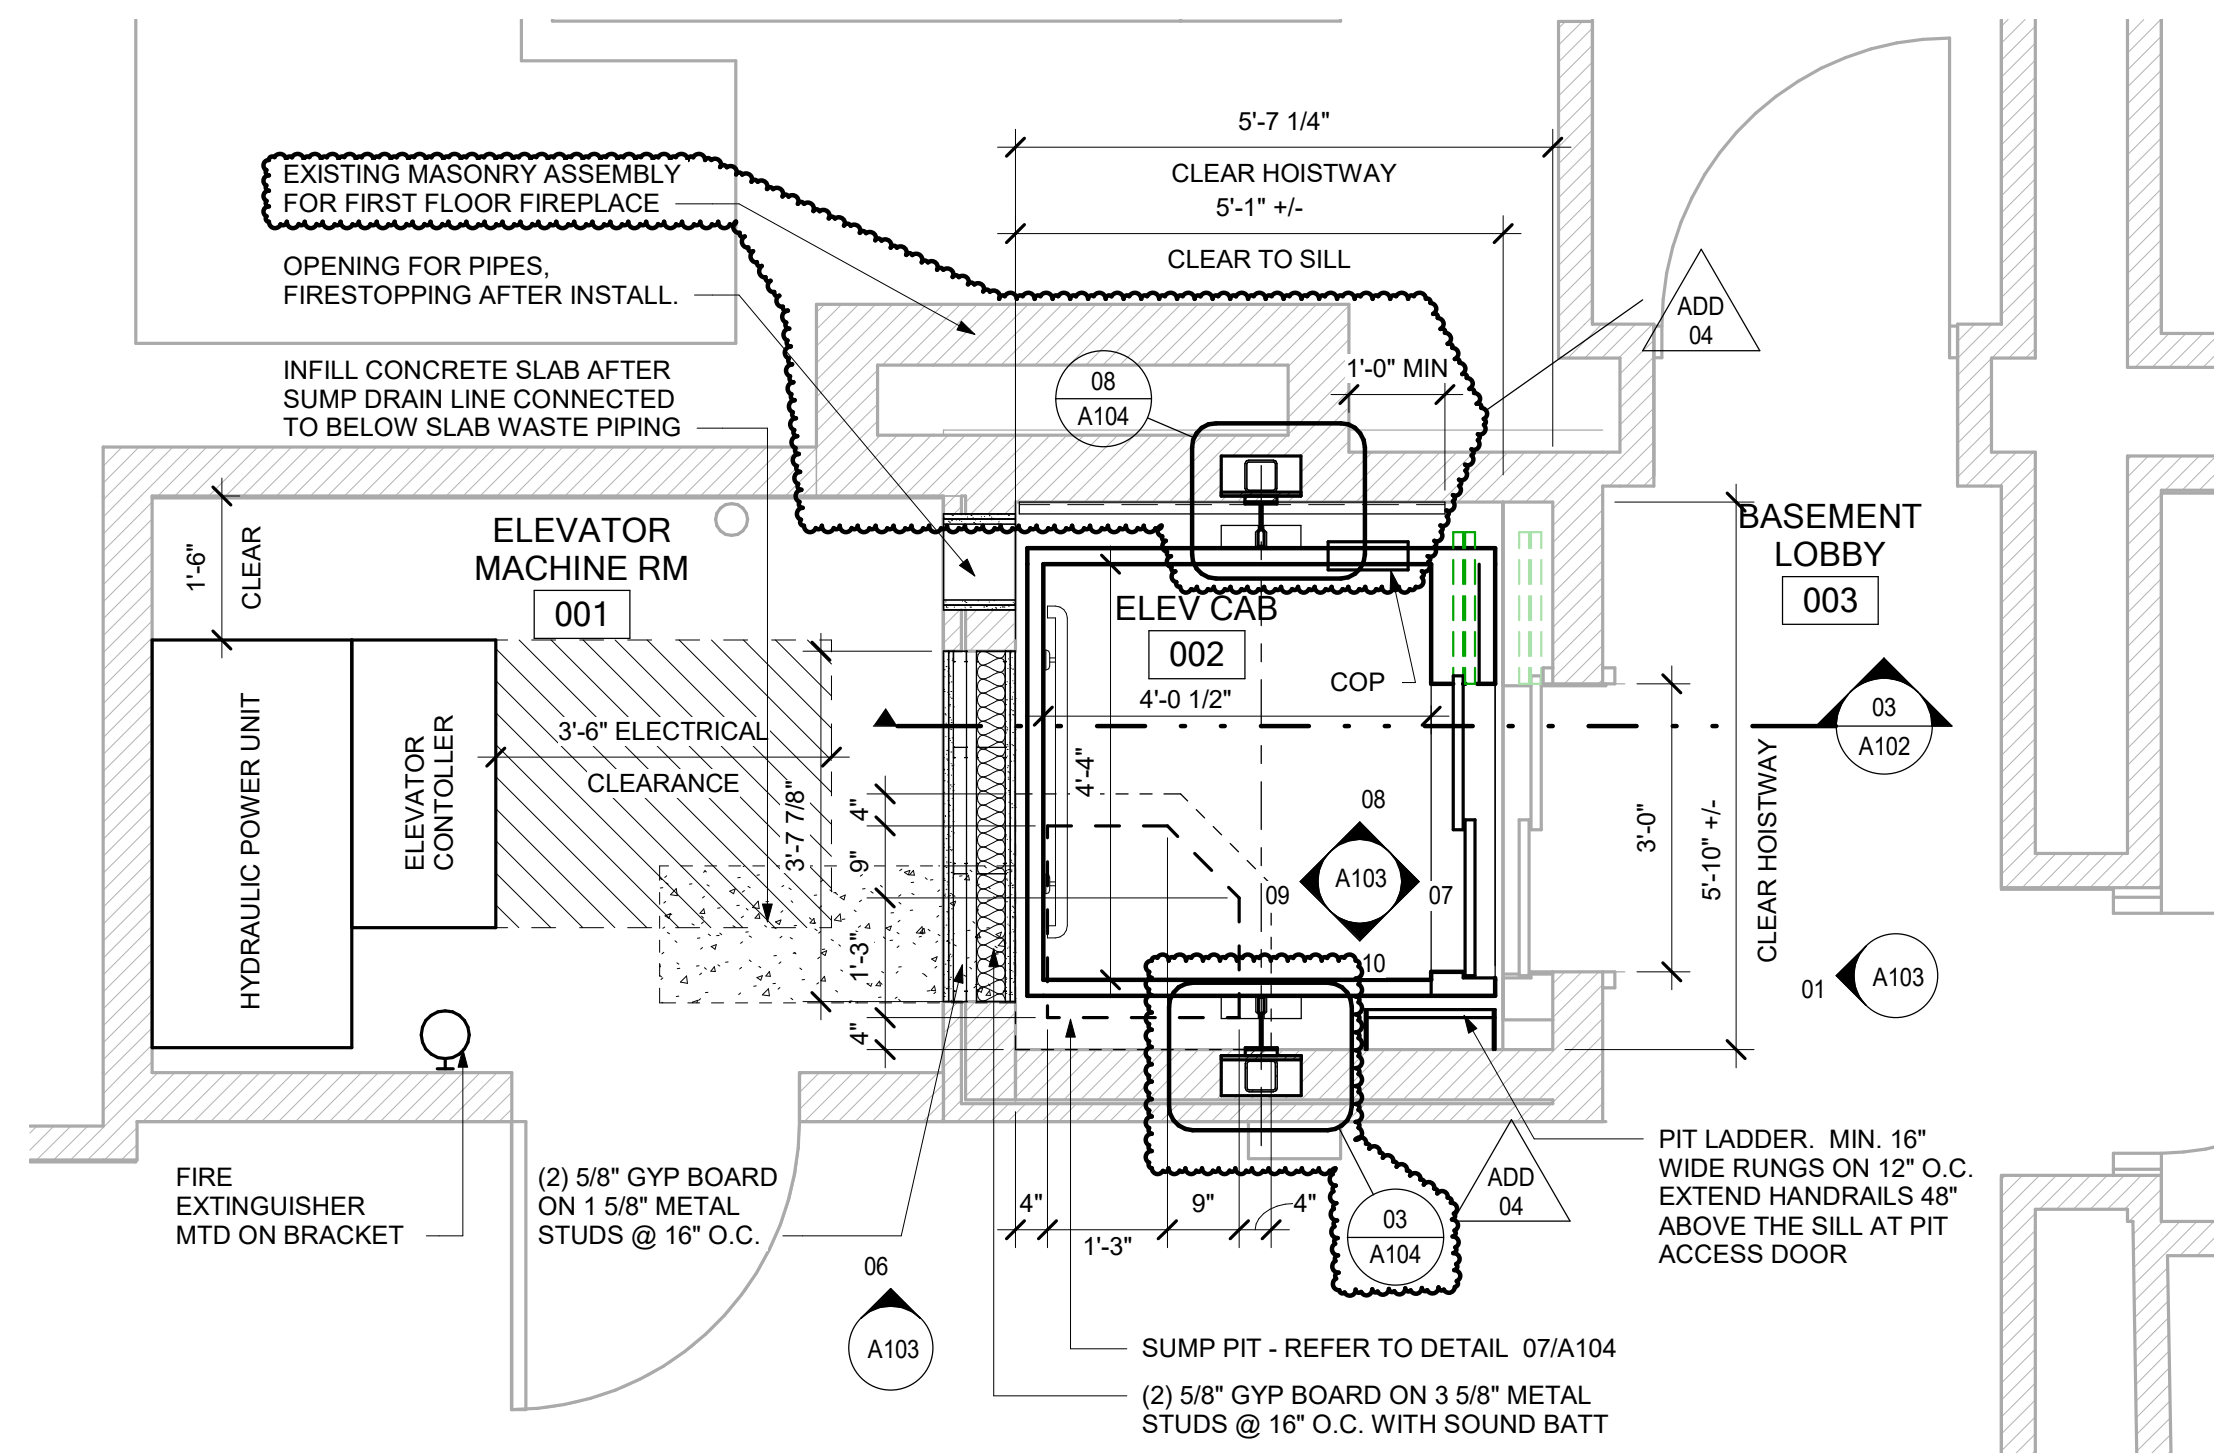 5'-7 1/4"
CLEAR HOISTWAY
5'-1" +/-
CLEAR TO SILL
EXISTING MASONRY ASSEMBLY
FOR FIRST FLOOR FIREPLACE
OPENING FOR PIPES,
FIRESTOPPING AFTER INSTALL.
INFILL CONCRETE SLAB AFTER
SUMP DRAIN LINE CONNECTED
TO BELOW SLAB WASTE PIPING
08
A104
1'-0" MIN
ADD
04
1'-6"
CLEAR
ELEVATOR
MACHINE RM
001
HYDRAULIC POWER UNIT
ELEVATOR
CONTOLLER
3'-6" ELECTRICAL
CLEARANCE
3'-7 7/8"
4"
9"
1'-3"
4"
ELEV CAB
002
4'-0 1/2"
4'-4"
COP
08
09
A103
07
10
BASEMENT
LOBBY
003
03
A102
3'-0"
5'-10" +/-
CLEAR HOISTWAY
01
A103
FIRE
EXTINGUISHER
MTD ON BRACKET
(2) 5/8" GYP BOARD
ON 1 5/8" METAL
STUDS @ 16" O.C.
06
A103
4"
1'-3"
9"
4"
03
A104
ADD
04
PIT LADDER. MIN. 16"
WIDE RUNGS ON 12" O.C.
EXTEND HANDRAILS 48"
ABOVE THE SILL AT PIT
ACCESS DOOR
SUMP PIT - REFER TO DETAIL 07/A104
(2) 5/8" GYP BOARD ON 3 5/8" METAL
STUDS @ 16" O.C. WITH SOUND BATT